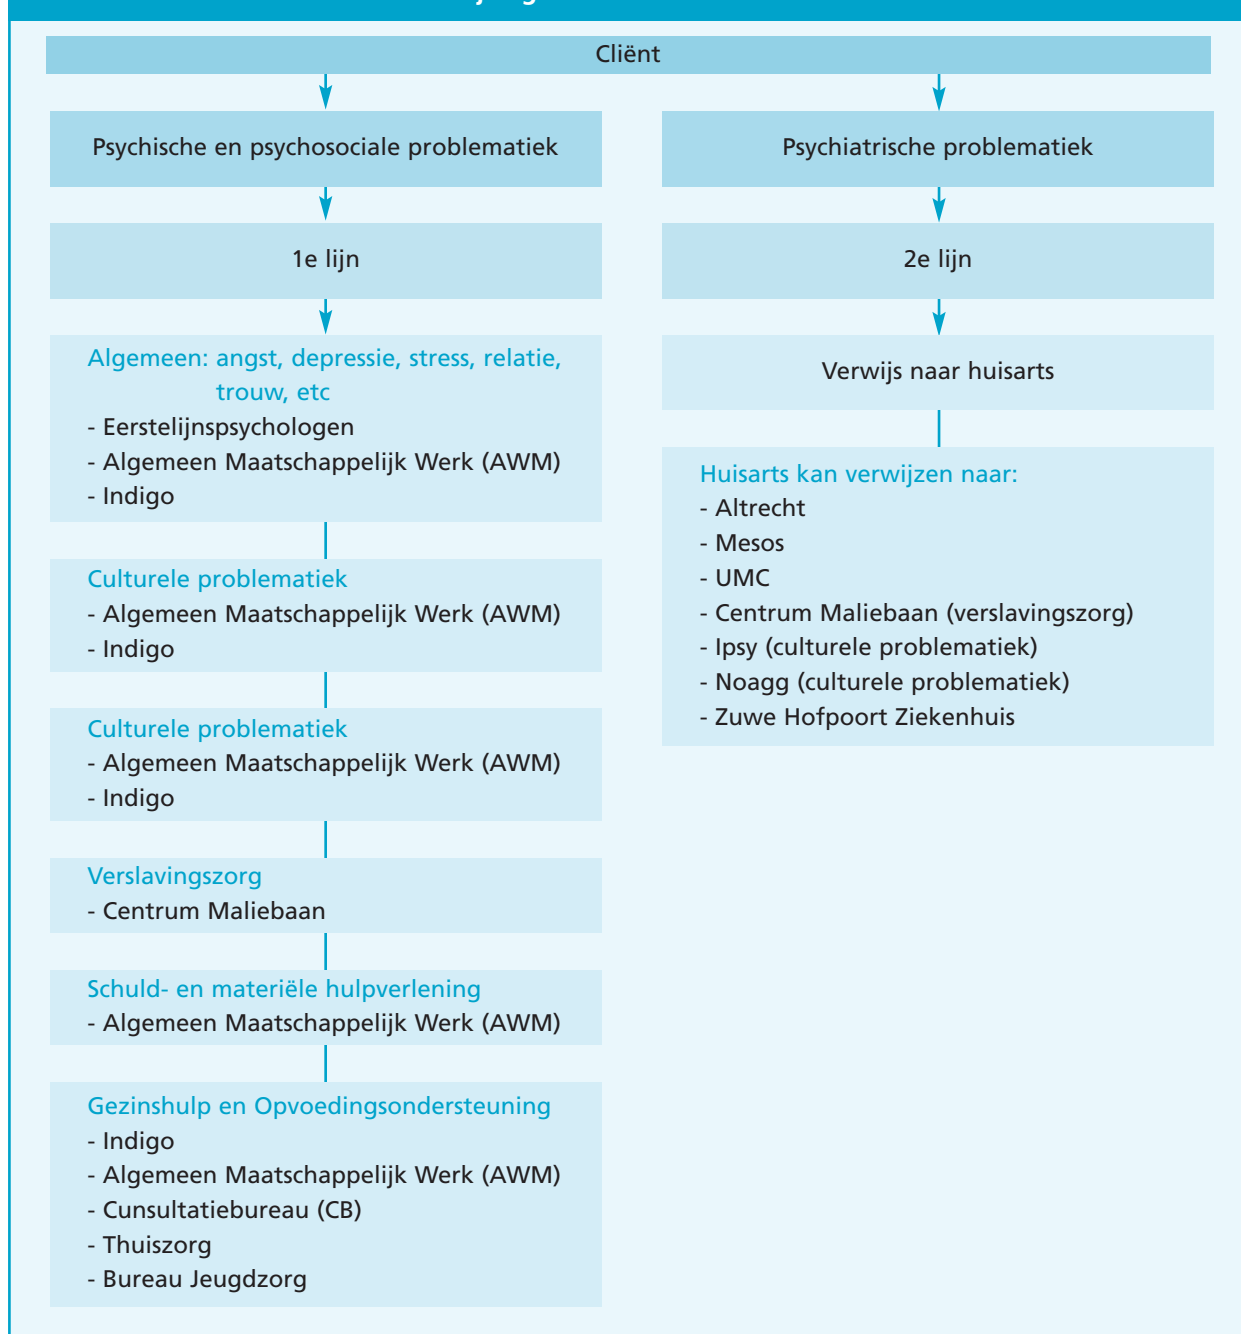 Cliënt
Psychische en psychosociale problematiek
1e lijn
Algemeen: angst, depressie, stress, relatie,
trouw, etc
- Eerstelijnspsychologen
- Algemeen Maatschappelijk Werk (AWM)
- Indigo
Culturele problematiek
- Algemeen Maatschappelijk Werk (AWM)
- Indigo
Culturele problematiek
- Algemeen Maatschappelijk Werk (AWM)
- Indigo
Verslavingszorg
- Centrum Maliebaan
Schuld- en materiële hulpverlening
- Algemeen Maatschappelijk Werk (AWM)
Gezinshulp en Opvoedingsondersteuning
- Indigo
- Algemeen Maatschappelijk Werk (AWM)
- Cunsultatiebureau (CB)
- Thuiszorg
- Bureau Jeugdzorg
Psychiatrische problematiek
2e lijn
Verwijs naar huisarts
Huisarts kan verwijzen naar:
- Altrecht
- Mesos
- UMC
- Centrum Maliebaan (verslavingszorg)
- Ipsy (culturele problematiek)
- Noagg (culturele problematiek)
- Zuwe Hofpoort Ziekenhuis